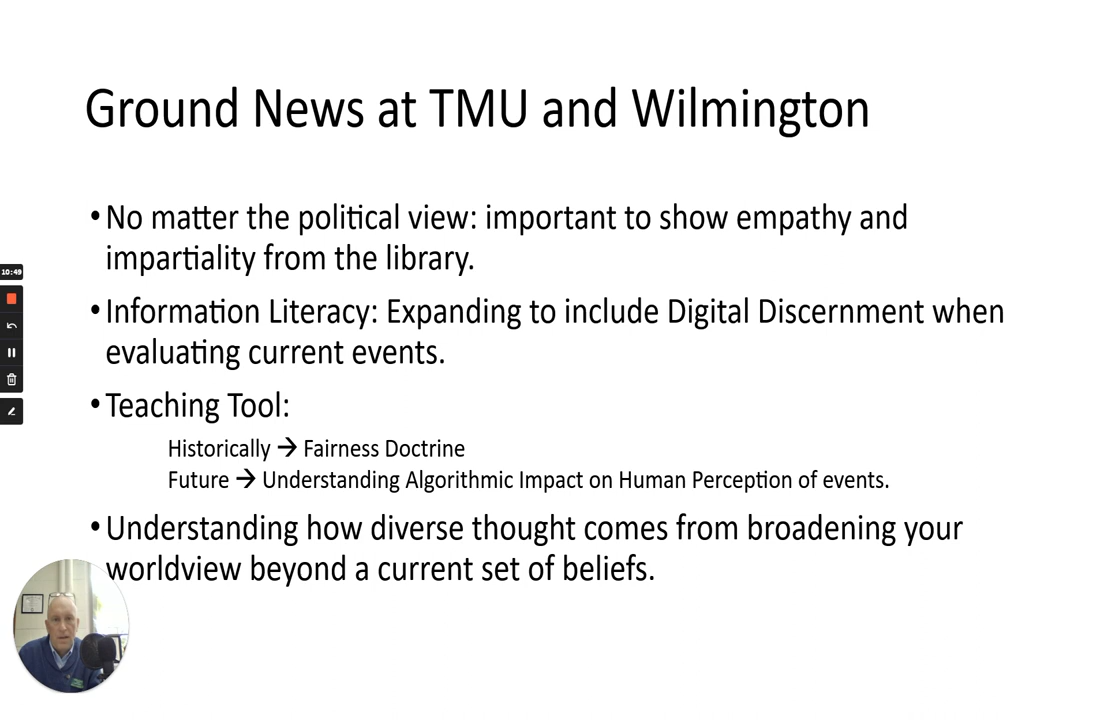 Ground News at TMU and Wilmington
•No matter the political view: important to show empathy and
impartiality from the library.
•Information Literacy: Expanding to include Digital Discernment when
evaluating current events.
•Teaching Tool:
Historically → Fairness Doctrine
Future → Understanding Algorithmic Impact on Human Perception of events.
•Understanding how diverse thought comes from broadening your
worldview beyond a current set of beliefs.
10:49